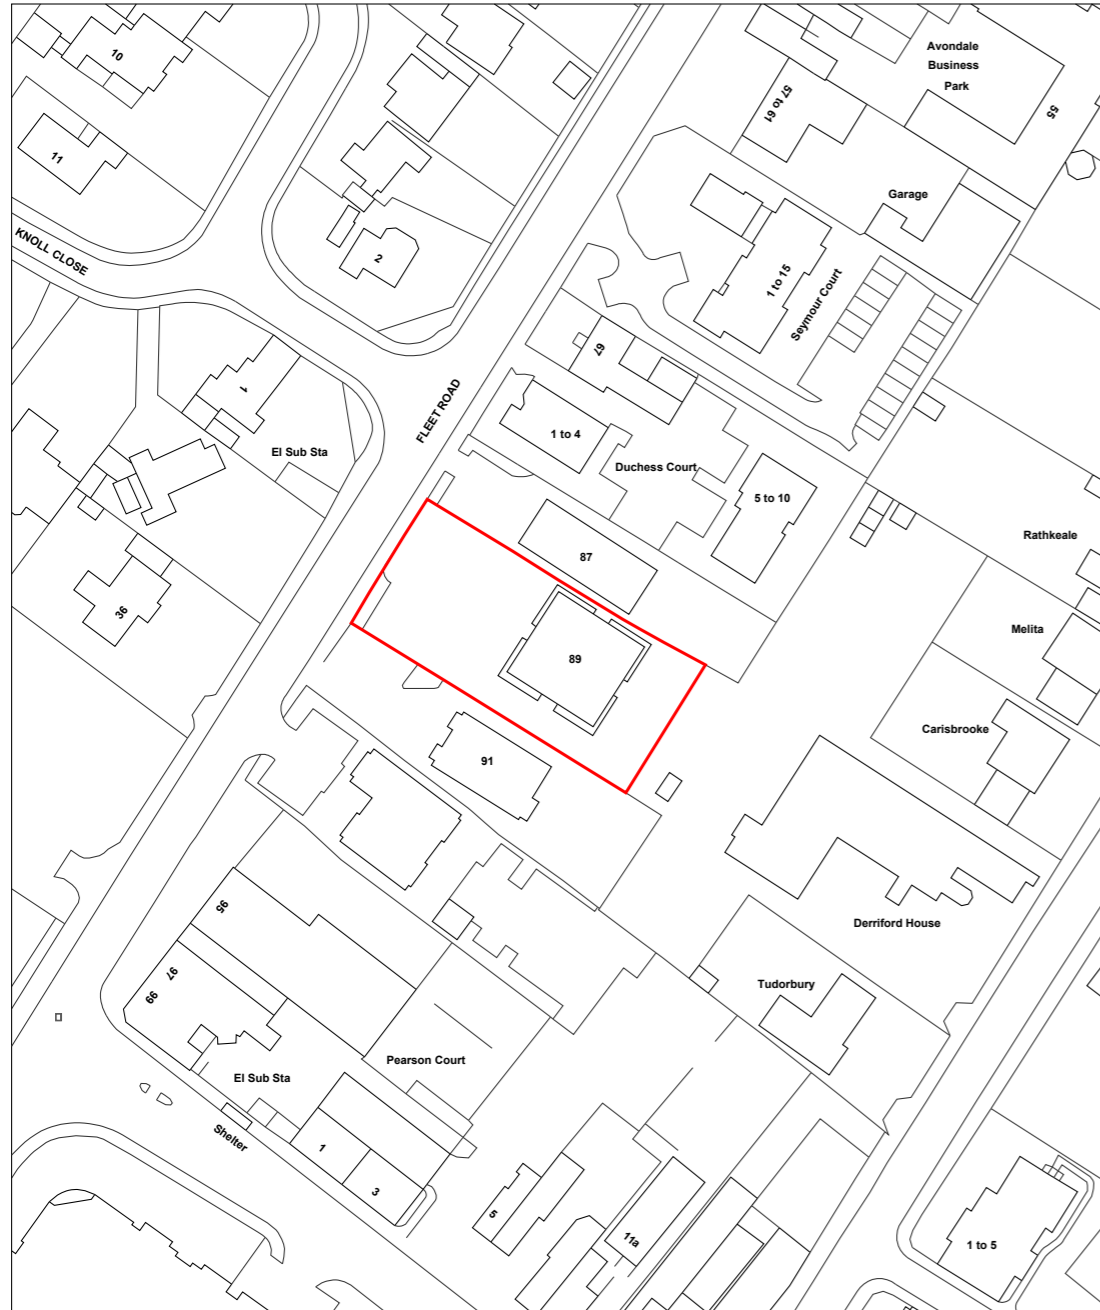 10
Avondale
Business
Park
57 to 61
55
11
Garage
KNOLL CLOSE
2
1 to 15
Seymour Court
67
1
FLEET ROAD
1 to 4
El Sub Sta
Duchess Court
5 to 10
87
Rathkeale
36
Melita
89
Carisbrooke
91
95
Derriford House
97
Tudorbury
99
Pearson Court
El Sub Sta
Shelter
1
3
5
11a
1 to 5